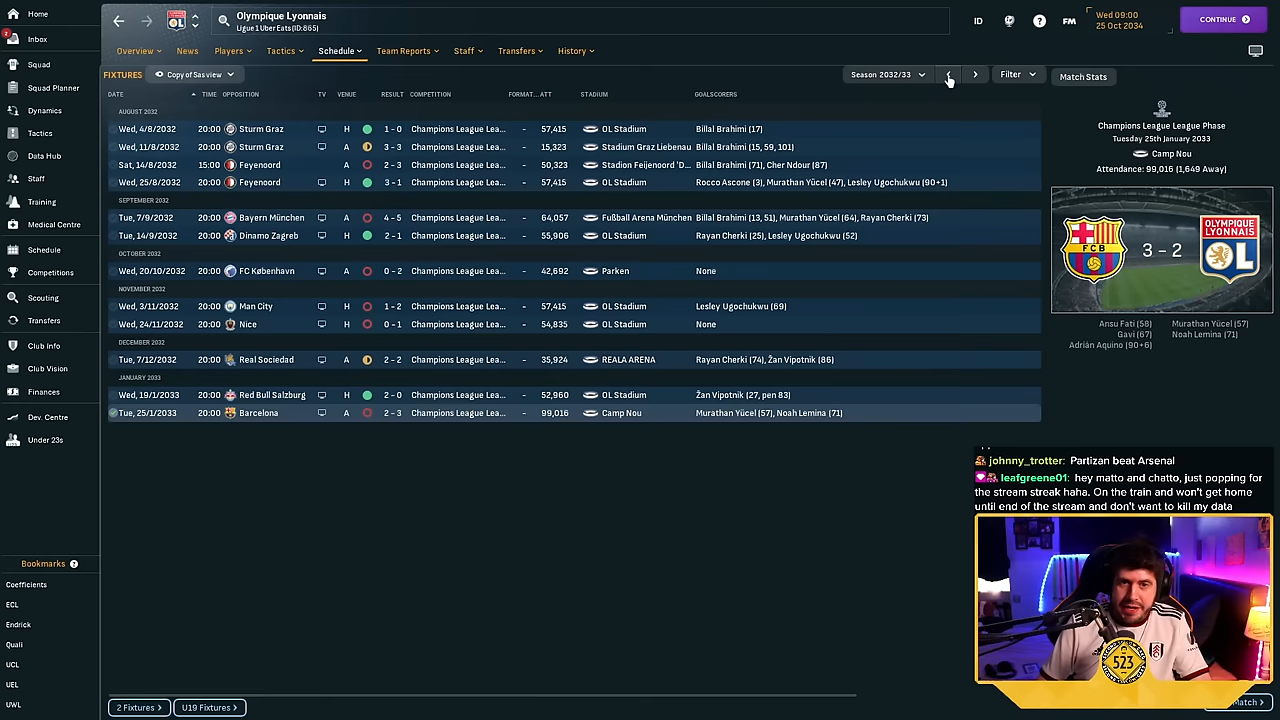 Home
2
Inbox
Squad
Squad Planner
Dynamics
Tactics
Data Hub
Staff
Training
Medical Centre
Schedule
Competitions
Scouting
Transfers
Club Info
Club Vision
Finances
Dev. Centre
Under 23s
Bookmarks ?
Coefficients
ECL
Endrick
Quali
UCL
UEL
UWL
Olympique Lyonnais
Ligue 1 Uber Eats (ID:865)
ID
?
FM
Wed 09:00
25 Oct 2034
CONTINUE
Overview
News
Players
Tactics
Schedule
Team Reports
Staff
Transfers
History
FIXTURES
Copy of Sas view
Season 2032/33
Filter
Match Stats
DATE TIME OPPOSITION TV VENUE RESULT COMPETITION FORMAT... ATT STADIUM GOALSCORERS
AUGUST 2032
Wed, 4/8/2032 20:00 Sturm Graz H 1 - 0 Champions League Lea... - 57,415 OL Stadium Billal Brahimi (17)
Wed, 11/8/2032 20:00 Sturm Graz A 3 - 3 Champions League Lea... - 15,323 Stadium Graz Liebenau Billal Brahimi (15, 59, 101)
Sat, 14/8/2032 15:00 Feyenoord A 2 - 3 Champions League Lea... - 50,323 Stadion Feijenoord 'D... Billal Brahimi (71), Cher Ndour (87)
Wed, 25/8/2032 20:00 Feyenoord H 3 - 1 Champions League Lea... - 57,415 OL Stadium Rocco Ascone (3), Murathan Yücel (47), Lesley Ugochukwu (90+1)
SEPTEMBER 2032
Tue, 7/9/2032 20:00 Bayern München A 4 - 5 Champions League Lea... - 64,057 Fußball Arena München Billal Brahimi (13, 51), Murathan Yücel (64), Rayan Cherki (73)
Tue, 14/9/2032 20:00 Dinamo Zagreb H 2 - 0 Champions League Lea... - OL Stadium Rayan Cherki (25), Lesley Ugochukwu (52)
OCTOBER 2032
Wed, 20/10/2032 20:00 FC København A 0 - 2 Champions League Lea... - 42,692 Parken None
NOVEMBER 2032
Wed, 3/11/2032 20:00 Man City H 1 - 2 Champions League Lea... - 57,415 OL Stadium Lesley Ugochukwu (69)
Wed, 24/11/2032 20:00 Nice H 0 - 1 Champions League Lea... - 54,835 OL Stadium None
DECEMBER 2032
Tue, 7/12/2032 20:00 Real Sociedad A 2 - 2 Champions League Lea... - 35,924 REALA ARENA Rayan Cherki (74), Žan Vipotnik (86)
JANUARY 2033
Wed, 19/1/2033 20:00 Red Bull Salzburg H 2 - 0 Champions League Lea... - 52,960 OL Stadium Žan Vipotnik (27, pen 83)
Tue, 25/1/2033 20:00 Barcelona A 2 - 3 Champions League Lea... - 99,016 Camp Nou Murathan Yücel (57), Noah Lemina (71)
Champions League League Phase
Tuesday 25th January 2033
Camp Nou
Attendance: 99,016 (1,649 Away)
FCB
3 - 2
OLYMPIQUE
LYONNAIS
OL
Ansu Fati (58) Murathan Yücel (57)
Gavi (67) Noah Lemina (71)
Adrián Aquino (90+6)
johnny_trotter: Partizan beat Arsenal
leafgreene01: hey matto and chatto, just popping for
the stream streak haha. On the train and won't get home
until end of the stream and don't want to kill my data
523
2 Fixtures
U19 Fixtures
Match